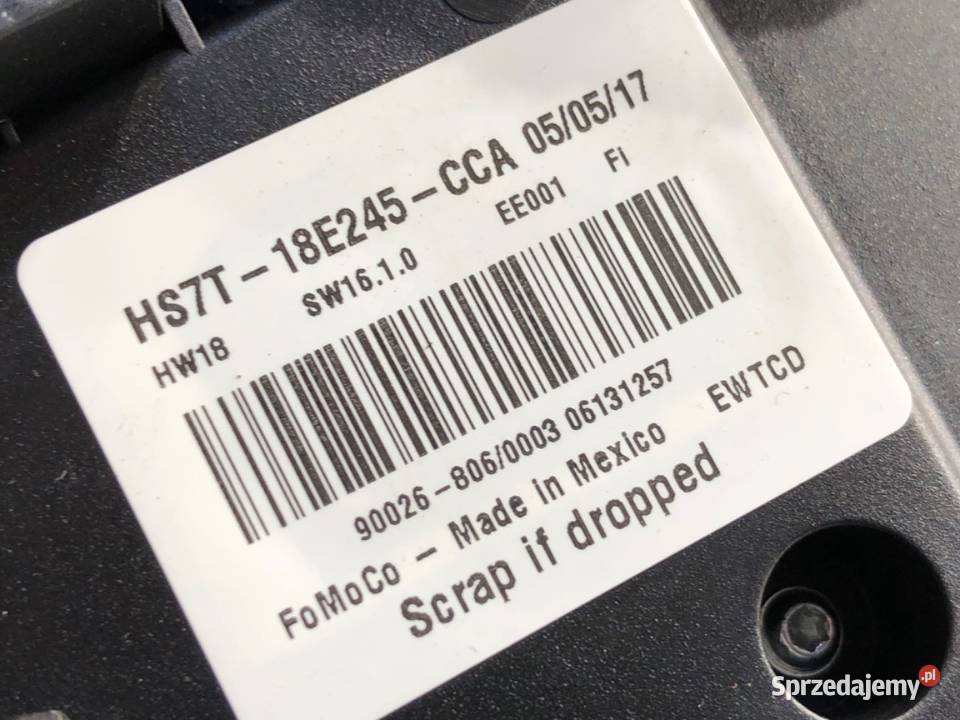 HS7T-18E245-CCA 05/05/17
HW18 SW16.1.0 EE001 Fi
90026-806/0003 06131257
FoMoCo - Made in Mexico EWTCD
Scrap if dropped
Sprzedajemy.pl